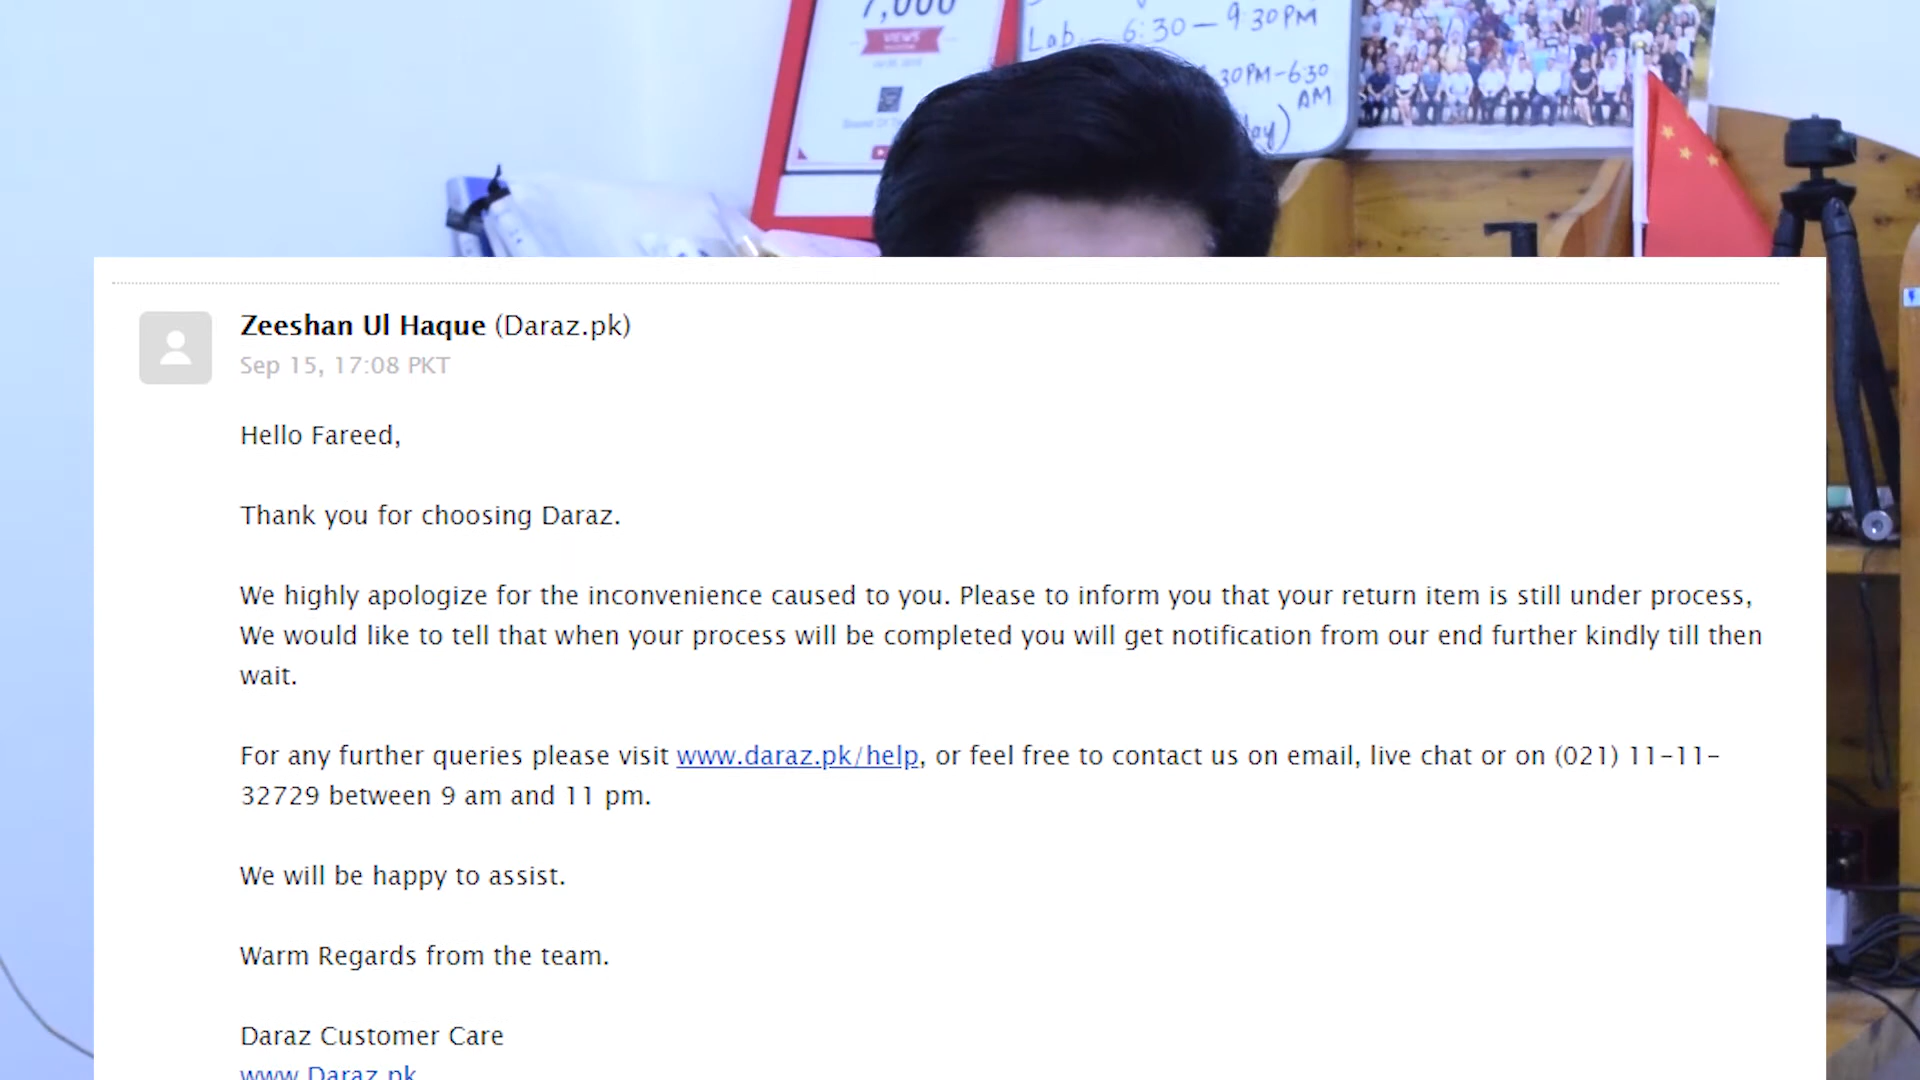 7,000
VIEWS
Lab - 6:30 - 9:30PM
30PM-6:30
AM
Zeeshan Ul Haque (Daraz.pk)
Sep 15, 17:08 PKT
Hello Fareed,
Thank you for choosing Daraz.
We highly apologize for the inconvenience caused to you. Please to inform you that your return item is still under process,
We would like to tell that when your process will be completed you will get notification from our end further kindly till then
wait.
For any further queries please visit www.daraz.pk/help, or feel free to contact us on email, live chat or on (021) 11-11-
32729 between 9 am and 11 pm.
We will be happy to assist.
Warm Regards from the team.
Daraz Customer Care
www.Daraz.pk